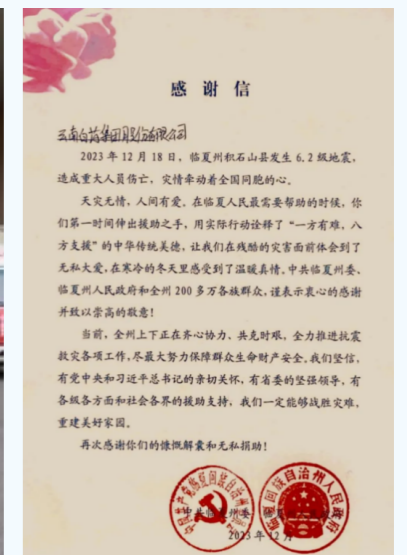 感谢信
云南白药集团股份有限公司
2023年12月18日，临夏州积石山县发生6.2级地震，
造成重大人员伤亡，灾情牵动着全国同胞的心。
天灾无情，人间有爱。在临夏人民最需要帮助的时候，你
们第一时间伸出援助之手，用实际行动诠释了“一方有难，八
方支援”的中华传统美德，让我们在残酷的灾害面前体会到了
无私大爱，在寒冷的冬天里感受到了温暖真情。中共临夏州委、
临夏州人民政府和全州200多万各族群众，谨表示衷心的感谢
并致以崇高的敬意！
当前，全州上下正在齐心协力、共克时艰，全力推进抗震
救灾各项工作，尽最大努力保障群众生命财产安全。我们坚信，
有党中央和习近平总书记的亲切关怀，有省委的坚强领导，有
各级各方面和社会各界的援助支持，我们一定能够战胜灾难，
重建美好家园。
再次感谢你们的慷慨解囊和无私捐助！
中共临夏州委
2023年12月